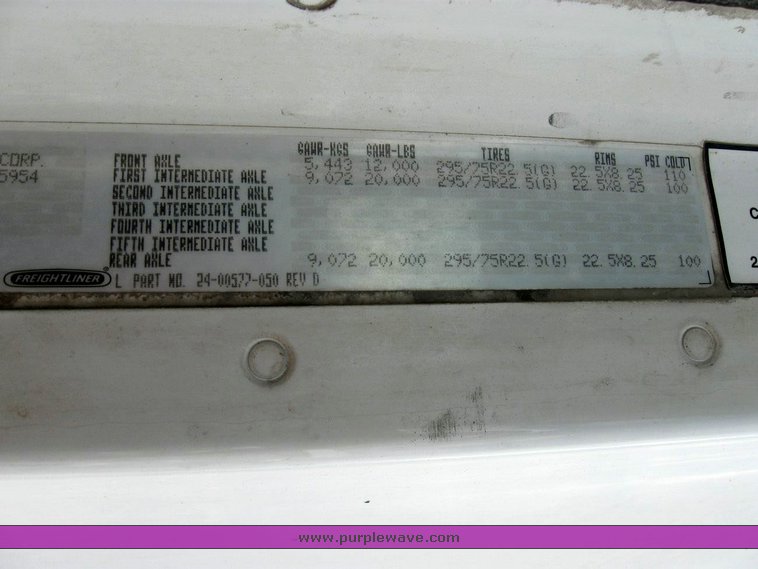 GAWR-KGS GAWR-LBS TIRES RIMS PSI COLD
CORP. FRONT AXLE 5,443 12,000 295/75R22.5(G) 22.5X8.25 110
5954 FIRST INTERMEDIATE AXLE 9,072 20,000 295/75R22.5(G) 22.5X8.25 100
SECOND INTERMEDIATE AXLE
THIRD INTERMEDIATE AXLE
FOURTH INTERMEDIATE AXLE
FIFTH INTERMEDIATE AXLE
REAR AXLE 9,072 20,000 295/75R22.5(G) 22.5X8.25 100
FREIGHTLINER® L PART NO. 24-00577-050 REV D
C
2
www.purplewave.com